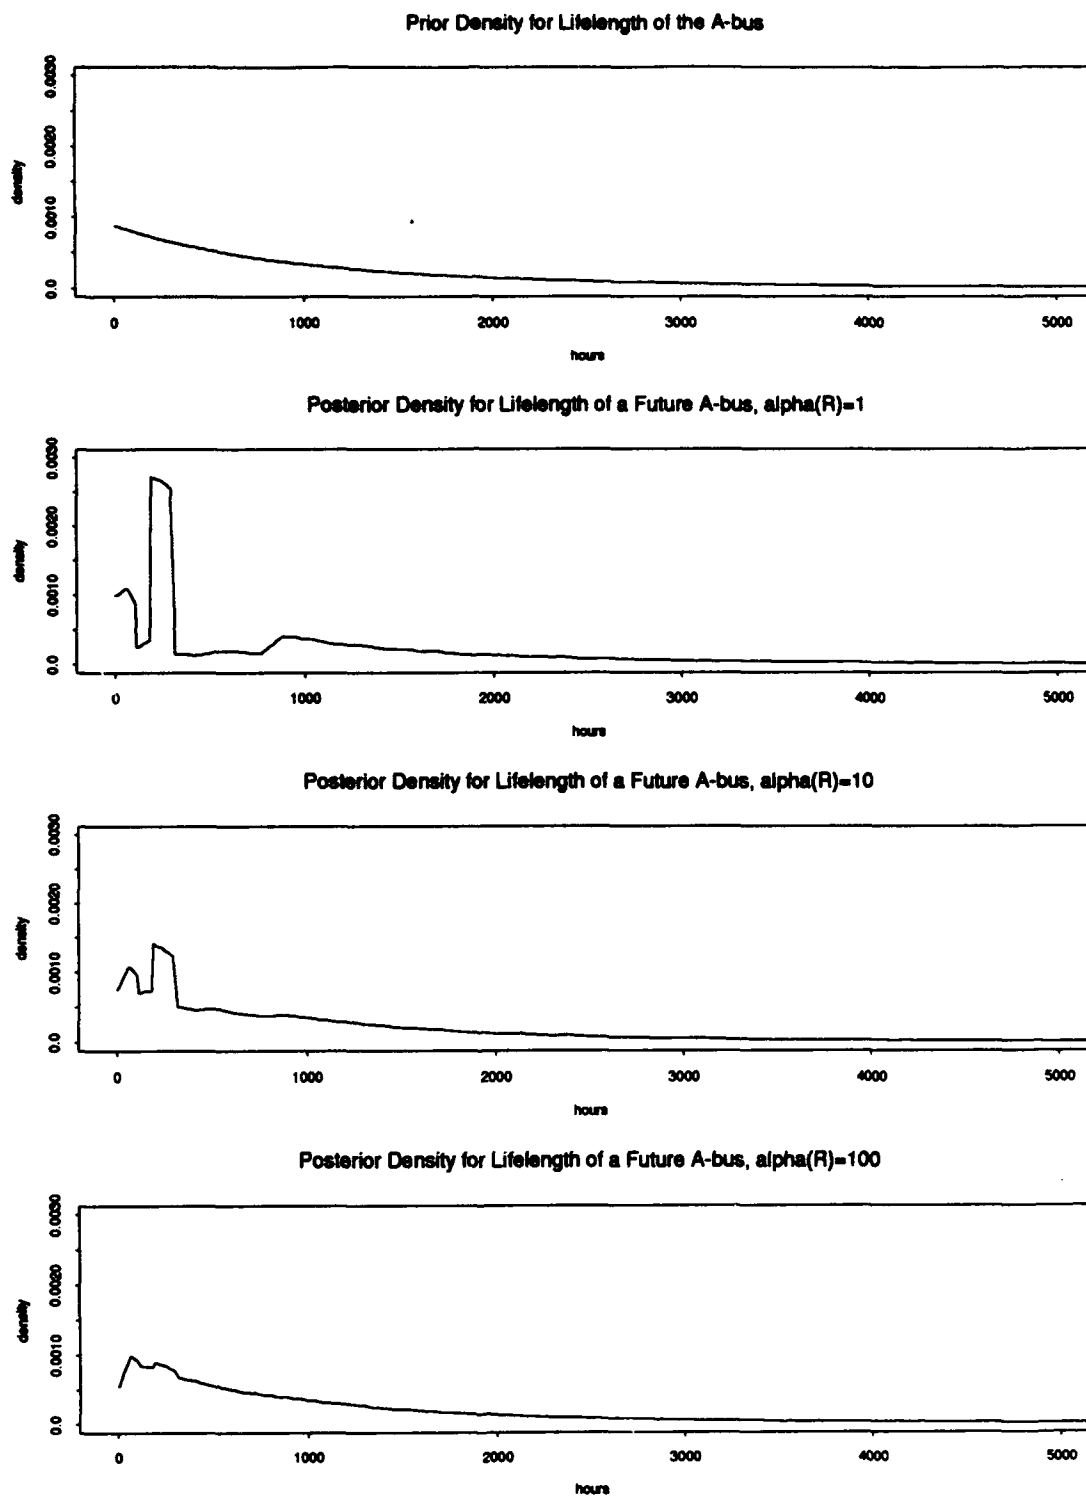 Prior Density for Lifelength of the A-bus
density
0.0 0.0010 0.0020 0.0030
0 1000 2000 3000 4000 5000
hours
Posterior Density for Lifelength of a Future A-bus, alpha(R)=1
density
0.0 0.0010 0.0020 0.0030
0 1000 2000 3000 4000 5000
hours
Posterior Density for Lifelength of a Future A-bus, alpha(R)=10
density
0.0 0.0010 0.0020 0.0030
0 1000 2000 3000 4000 5000
hours
Posterior Density for Lifelength of a Future A-bus, alpha(R)=100
density
0.0 0.0010 0.0020 0.0030
0 1000 2000 3000 4000 5000
hours